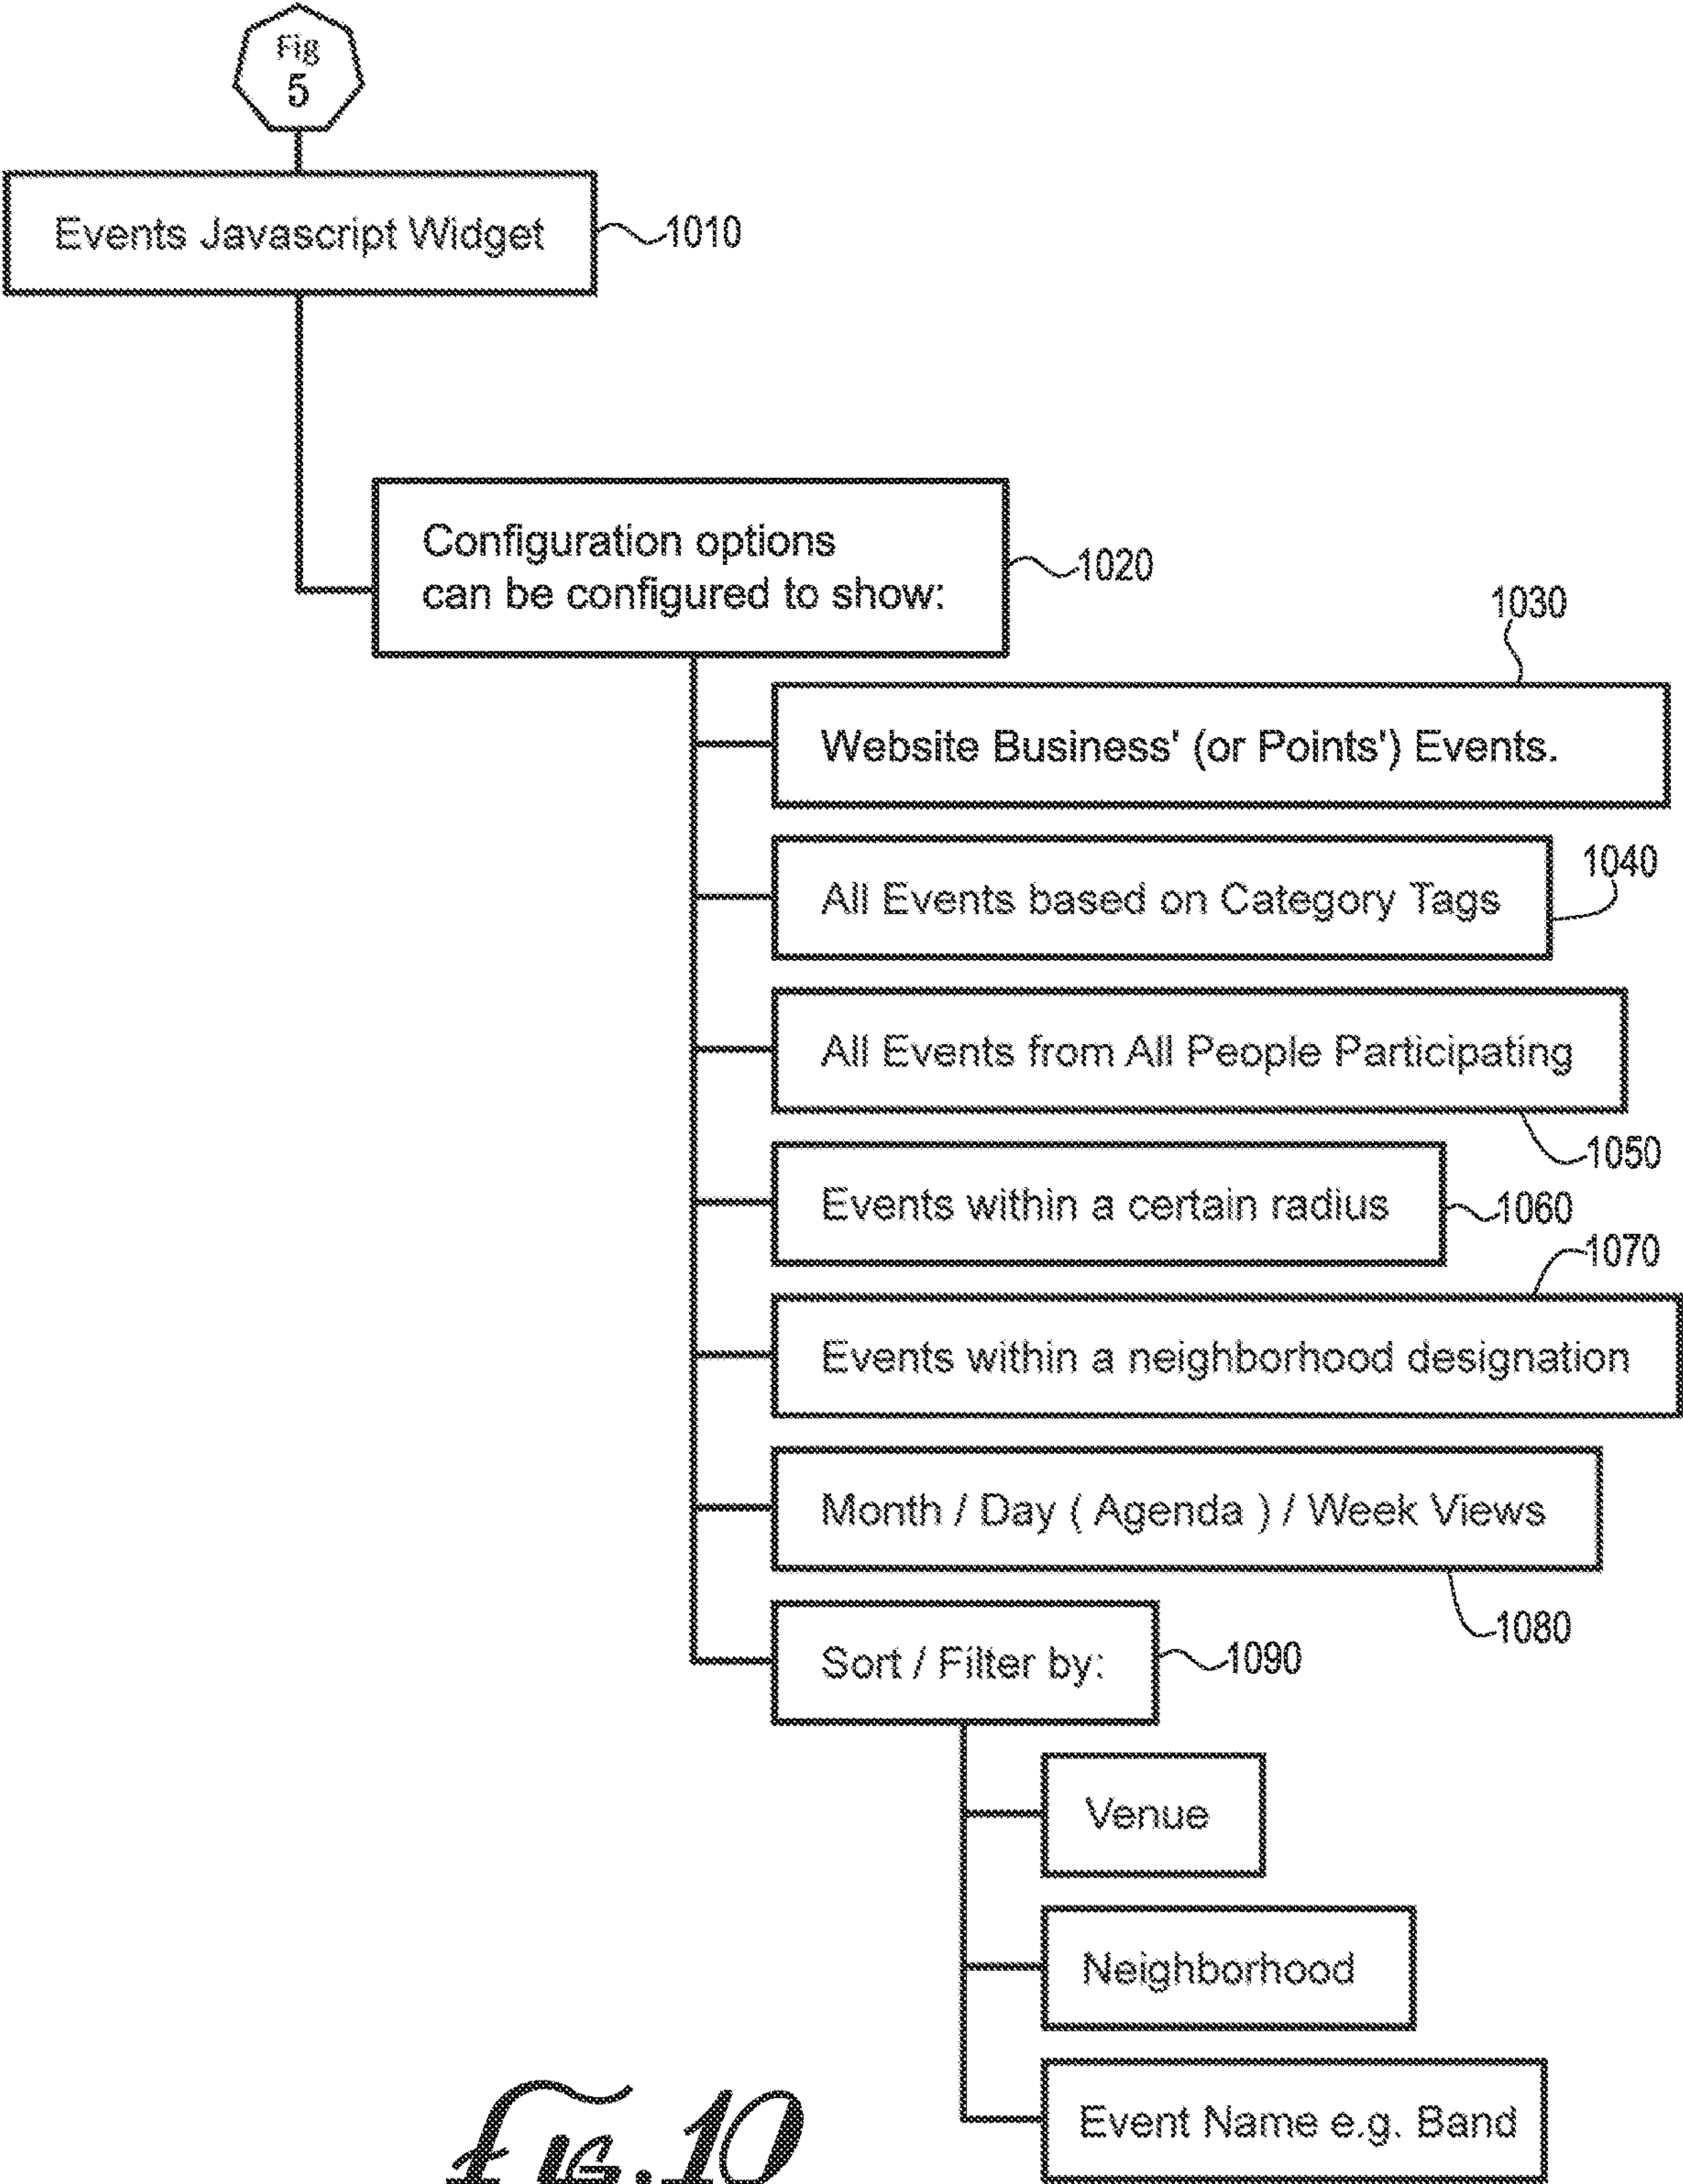 Fig
5
Events Javascript Widget
1010
Configuration options
can be configured to show:
1020
1030
Website Business' (or Points') Events.
1040
All Events based on Category Tags
All Events from All People Participating
1050
Events within a certain radius
1060
1070
Events within a neighborhood designation
Month / Day ( Agenda ) / Week Views
1080
Sort / Filter by:
1090
Venue
Neighborhood
Event Name e.g. Band
FIG.10